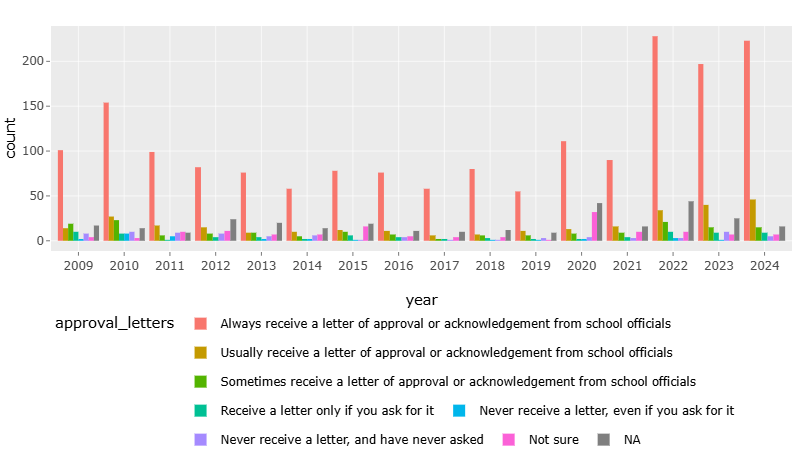 200
150
100
50
0
count
2009 2010 2011 2012 2013 2014 2015 2016 2017 2018 2019 2020 2021 2022 2023 2024
year
approval_letters
Always receive a letter of approval or acknowledgement from school officials
Usually receive a letter of approval or acknowledgement from school officials
Sometimes receive a letter of approval or acknowledgement from school officials
Receive a letter only if you ask for it Never receive a letter, even if you ask for it
Never receive a letter, and have never asked Not sure NA